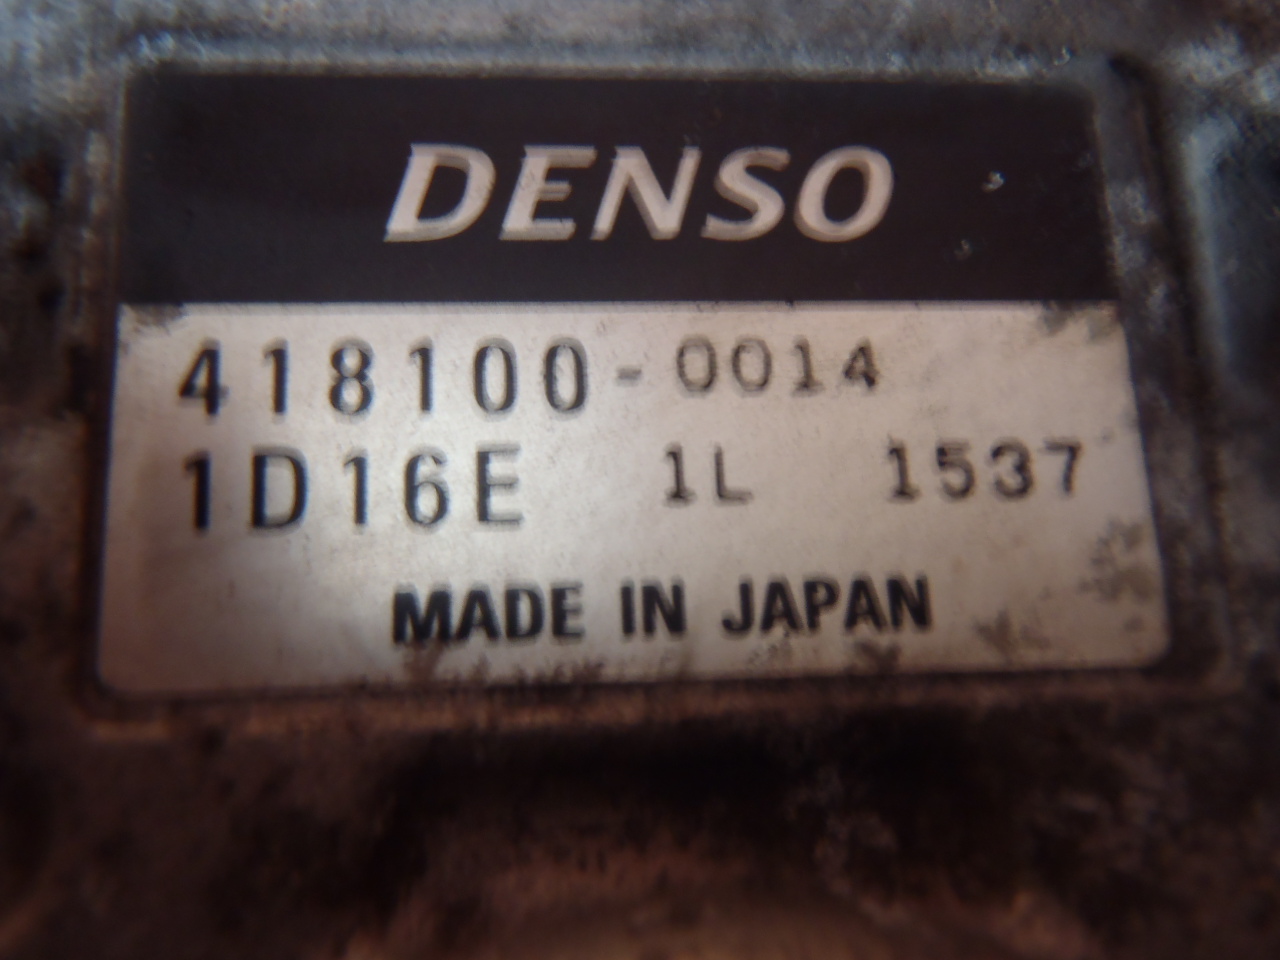 DENSO
418100-0014
1D16E 1L 1537
MADE IN JAPAN